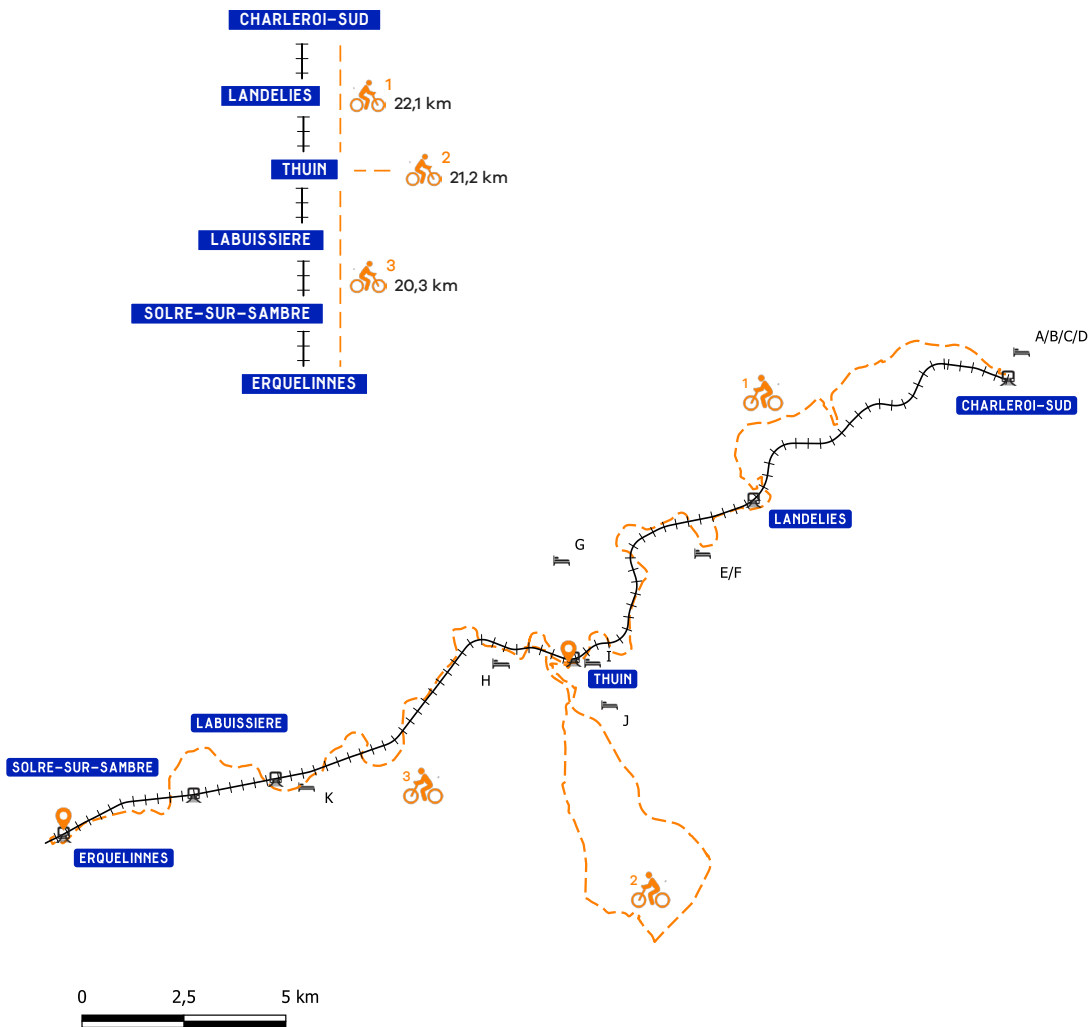 CHARLEROI-SUD
1
LANDELIES
22,1 km
2
THUIN
21,2 km
LABUISSIERE
3
20,3 km
SOLRE-SUR-SAMBRE
ERQUELINNES
A/B/C/D
1
CHARLEROI-SUD
LANDELIES
G
E/F
I
H
THUIN
J
LABUISSIERE
SOLRE-SUR-SAMBRE
3
K
ERQUELINNES
2
0 2,5 5 km